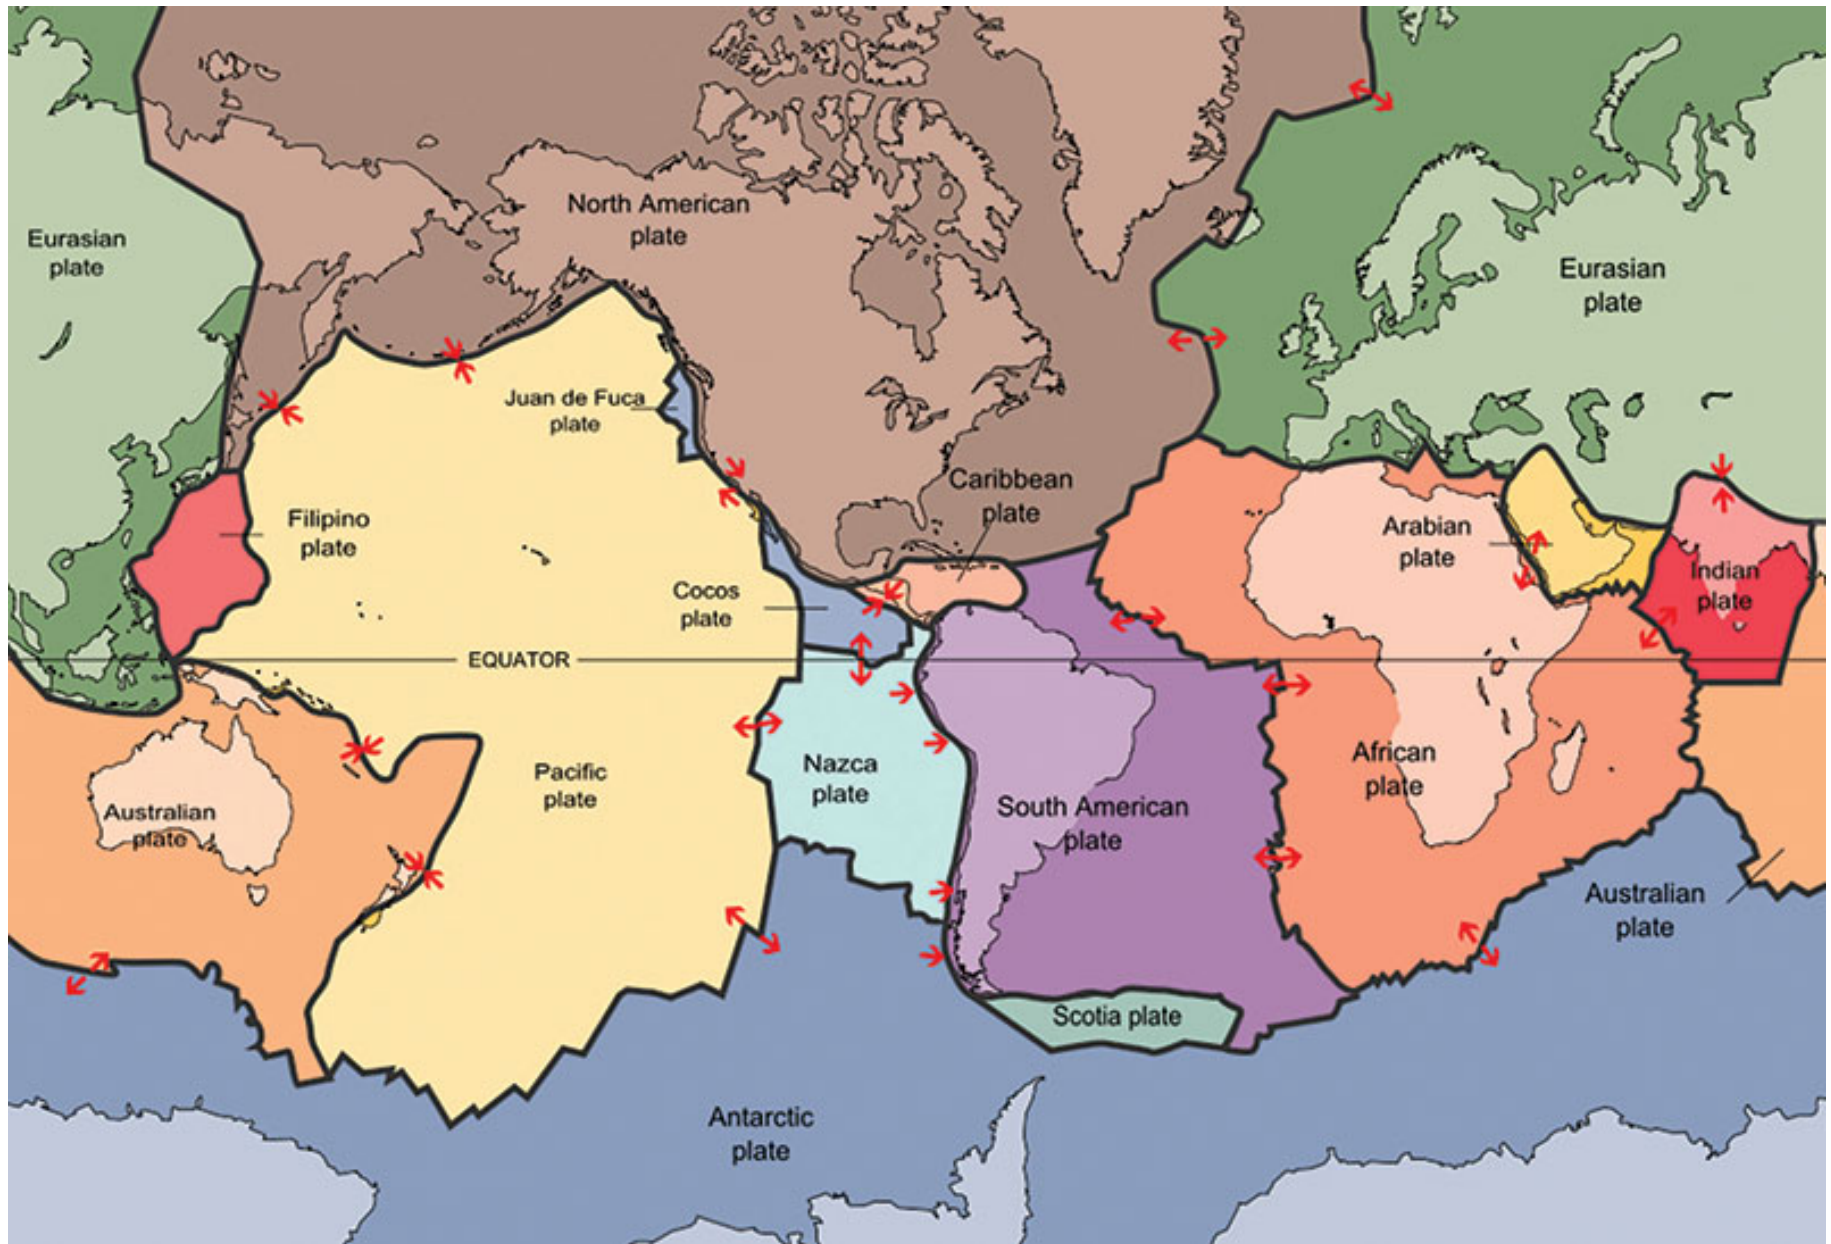 North American
plate
Eurasian
plate
Eurasian
plate
Juan de Fuca
plate
Caribbean
plate
Filipino
plate
Arabian
plate
Indian
plate
Cocos
plate
EQUATOR
Pacific
plate
Nazca
plate
African
plate
South American
plate
Australian
plate
Australian
plate
Scotia plate
Antarctic
plate